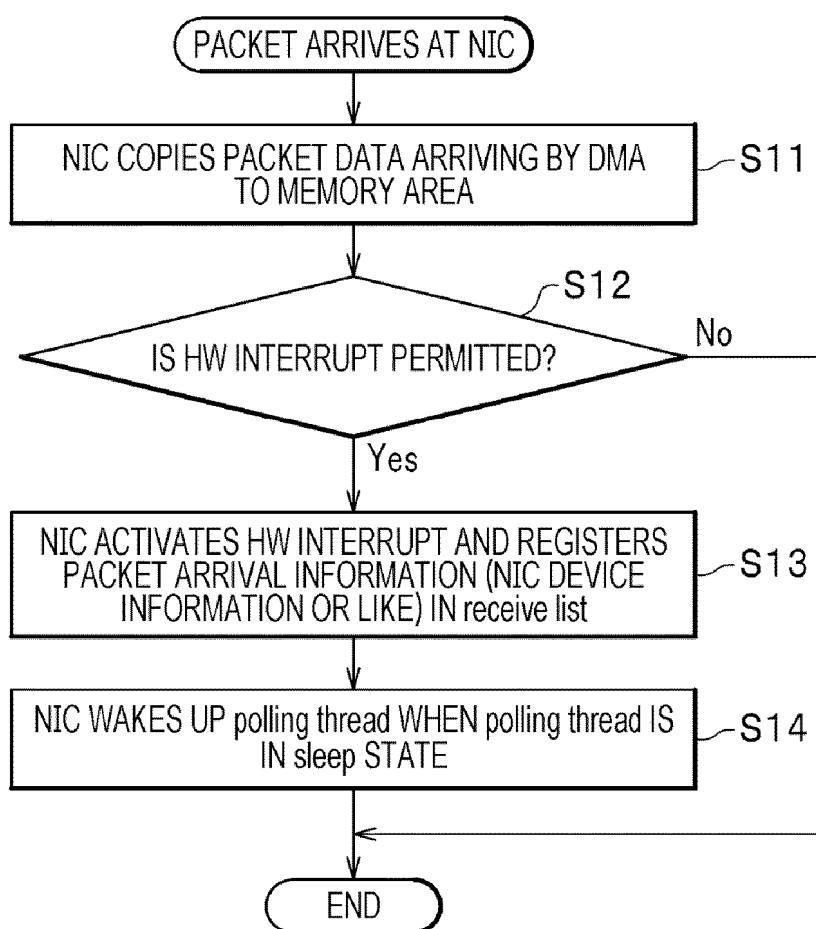 PACKET ARRIVES AT NIC
NIC COPIES PACKET DATA ARRIVING BY DMA
TO MEMORY AREA
S11
S12
IS HW INTERRUPT PERMITTED?
No
Yes
NIC ACTIVATES HW INTERRUPT AND REGISTERS
PACKET ARRIVAL INFORMATION (NIC DEVICE
INFORMATION OR LIKE) IN receive list
S13
NIC WAKES UP polling thread WHEN polling thread IS
IN sleep STATE
S14
END